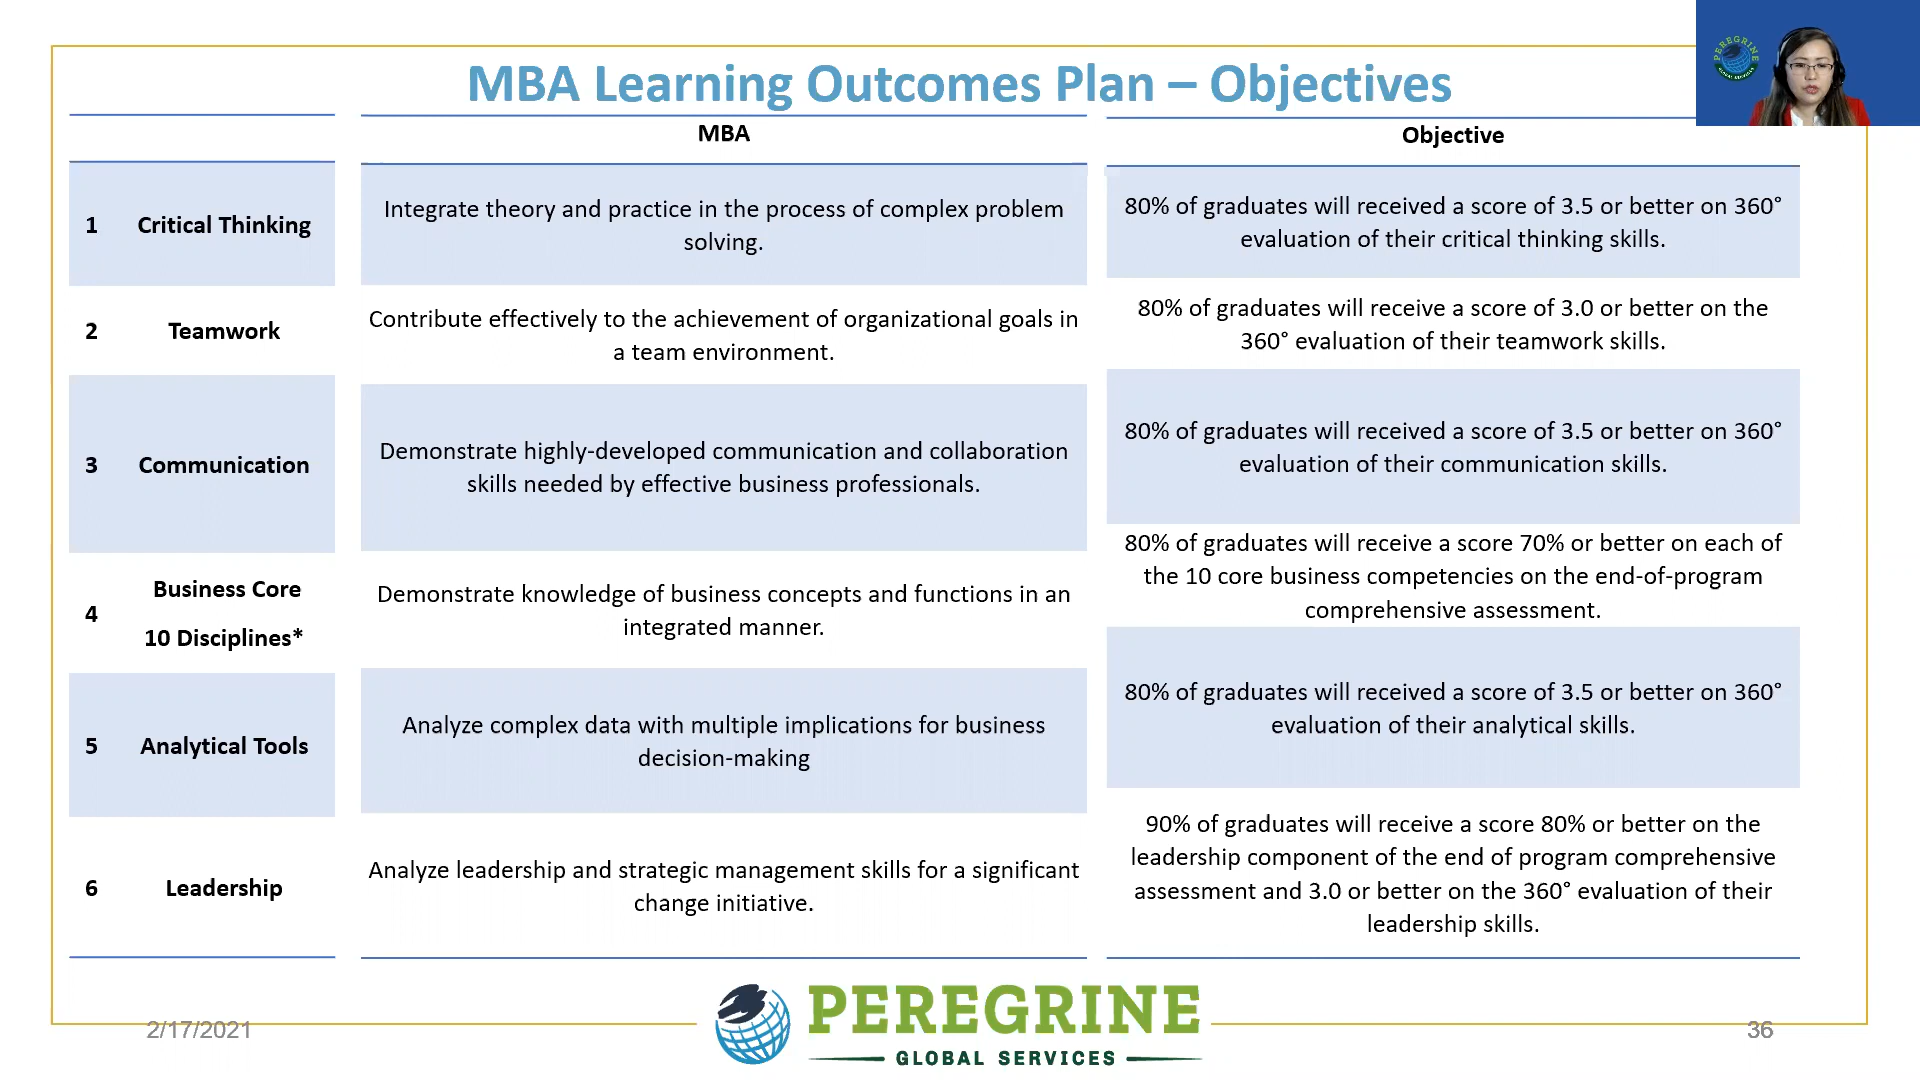 MBA Learning Outcomes Plan – Objectives
MBA
Objective
1 Critical Thinking
Integrate theory and practice in the process of complex problem
solving.
80% of graduates will received a score of 3.5 or better on 360°
evaluation of their critical thinking skills.
2 Teamwork
Contribute effectively to the achievement of organizational goals in
a team environment.
80% of graduates will receive a score of 3.0 or better on the
360° evaluation of their teamwork skills.
3 Communication
Demonstrate highly-developed communication and collaboration
skills needed by effective business professionals.
80% of graduates will received a score of 3.5 or better on 360°
evaluation of their communication skills.
4 Business Core
10 Disciplines*
Demonstrate knowledge of business concepts and functions in an
integrated manner.
80% of graduates will receive a score 70% or better on each of
the 10 core business competencies on the end-of-program
comprehensive assessment.
5 Analytical Tools
Analyze complex data with multiple implications for business
decision-making
80% of graduates will received a score of 3.5 or better on 360°
evaluation of their analytical skills.
6 Leadership
Analyze leadership and strategic management skills for a significant
change initiative.
90% of graduates will receive a score 80% or better on the
leadership component of the end of program comprehensive
assessment and 3.0 or better on the 360° evaluation of their
leadership skills.
2/17/2021
PEREGRINE
GLOBAL SERVICES
36
PEREGRINE
GLOBAL SERVICES